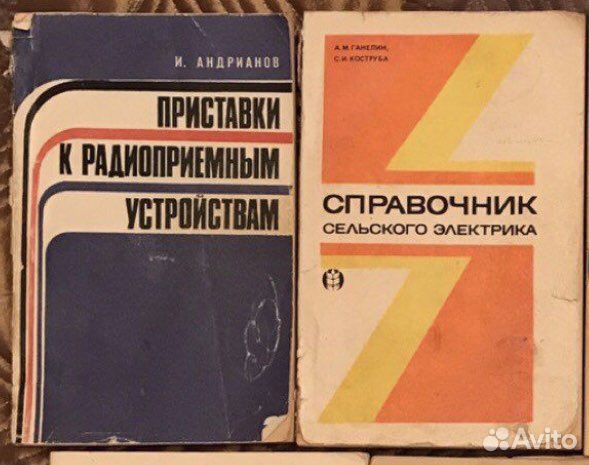 И. АНДРИАНОВ
ПРИСТАВКИ
К РАДИОПРИЕМНЫМ
УСТРОЙСТВАМ
А. М. ГАНЕЛИН,
С. И. КОСТРУБА
СПРАВОЧНИК
СЕЛЬСКОГО ЭЛЕКТРИКА
Avito